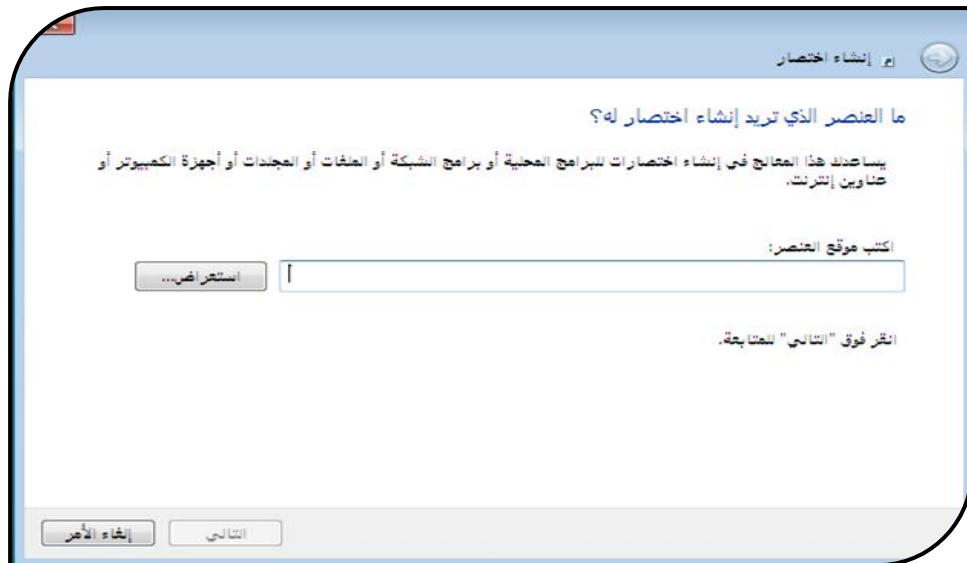 إنشاء اختصار
ما العنصر الذي تريد إنشاء اختصار له؟
يساعدك هذا المعالج في إنشاء اختصارات للبرامج المحلية أو برامج الشبكة أو الملفات أو المجلدات أو أجهزة الكمبيوتر أو
عناوين إنترنت.
اكتب موقع العنصر:
استعراض...
انقر فوق "التالي" للمتابعة.
التالي
إلغاء الأمر